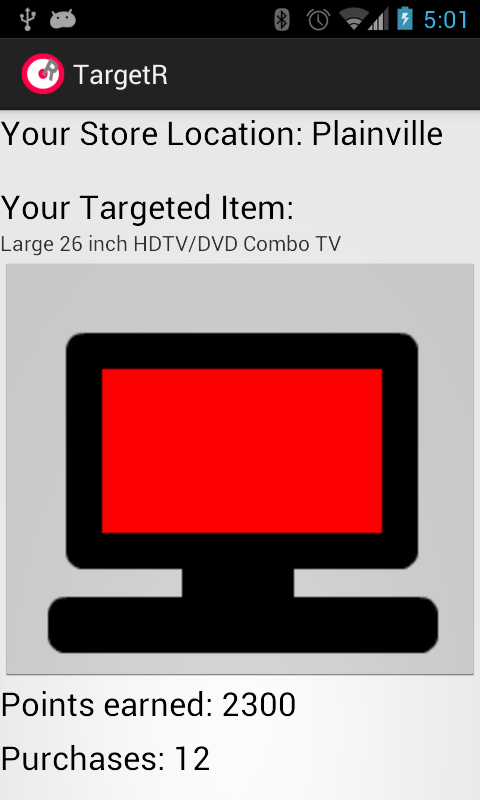 5:01
TargetR
Your Store Location: Plainville
Your Targeted Item:
Large 26 inch HDTV/DVD Combo TV
Points earned: 2300
Purchases: 12